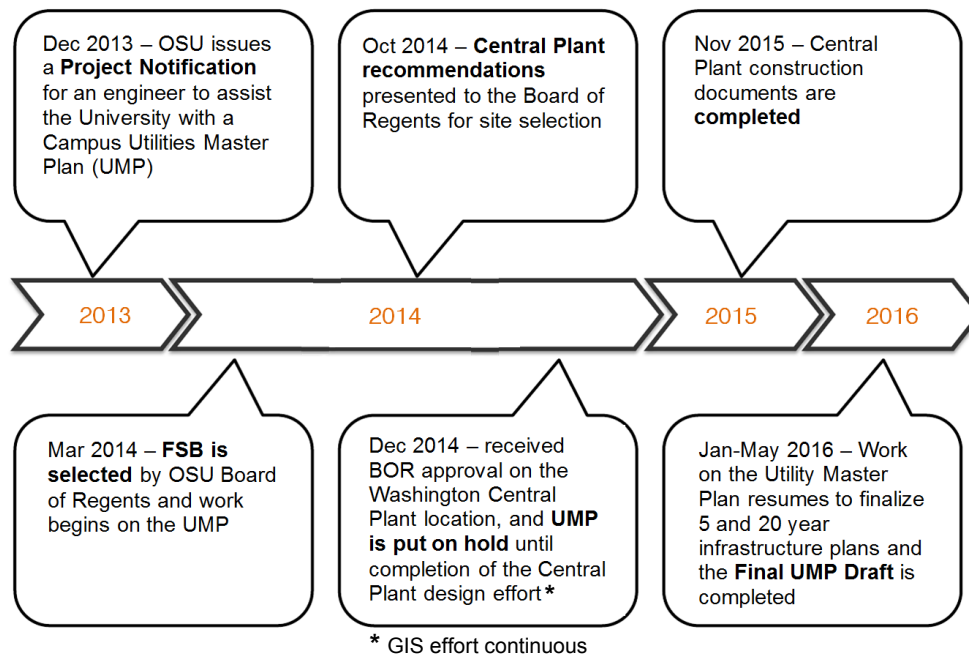 Dec 2013 – OSU issues
a Project Notification
for an engineer to assist
the University with a
Campus Utilities Master
Plan (UMP)
Oct 2014 – Central Plant
recommendations
presented to the Board of
Regents for site selection
Nov 2015 – Central
Plant construction
documents are
completed
2013
2014
2015
2016
Mar 2014 – FSB is
selected by OSU Board
of Regents and work
begins on the UMP
Dec 2014 – received
BOR approval on the
Washington Central
Plant location, and UMP
is put on hold until
completion of the Central
Plant design effort*
Jan-May 2016 – Work
on the Utility Master
Plan resumes to finalize
5 and 20 year
infrastructure plans and
the Final UMP Draft is
completed
* GIS effort continuous